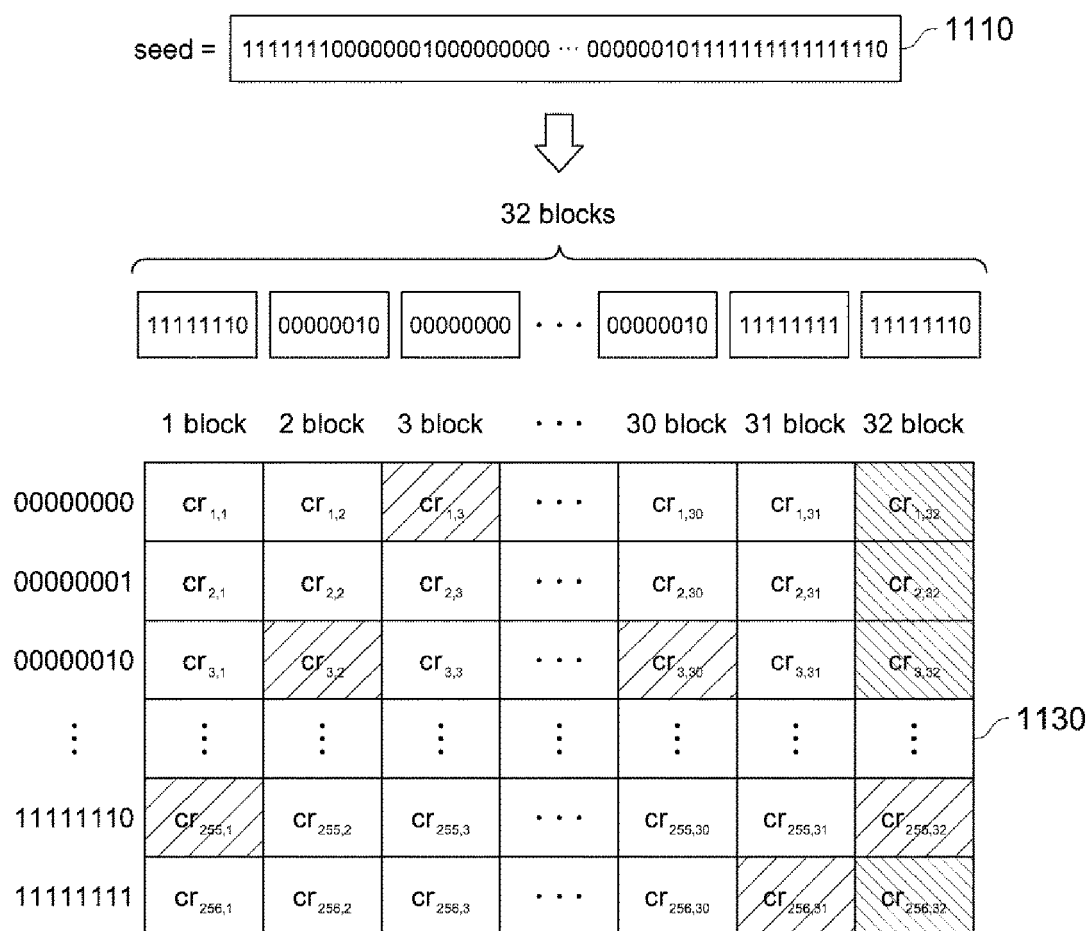 seed = 111111100000001000000000 ··· 000000101111111111111110 1110
32 blocks
11111110 00000010 00000000 ··· 00000010 11111111 11111110
1 block 2 block 3 block ··· 30 block 31 block 32 block
00000000 cr1,1 cr1,2 cr1,3 ··· cr1,30 cr1,31 cr1,32
00000001 cr2,1 cr2,2 cr2,3 ··· cr2,30 cr2,31 cr2,32
00000010 cr3,1 cr3,2 cr3,3 ··· cr3,30 cr3,31 cr3,32
⋮ ⋮ ⋮ ⋮ ⋮ ⋮ ⋮ ⋮ 1130
11111110 cr255,1 cr255,2 cr255,3 ··· cr255,30 cr255,31 cr255,32
11111111 cr256,1 cr256,2 cr256,3 ··· cr256,30 cr256,31 cr256,32